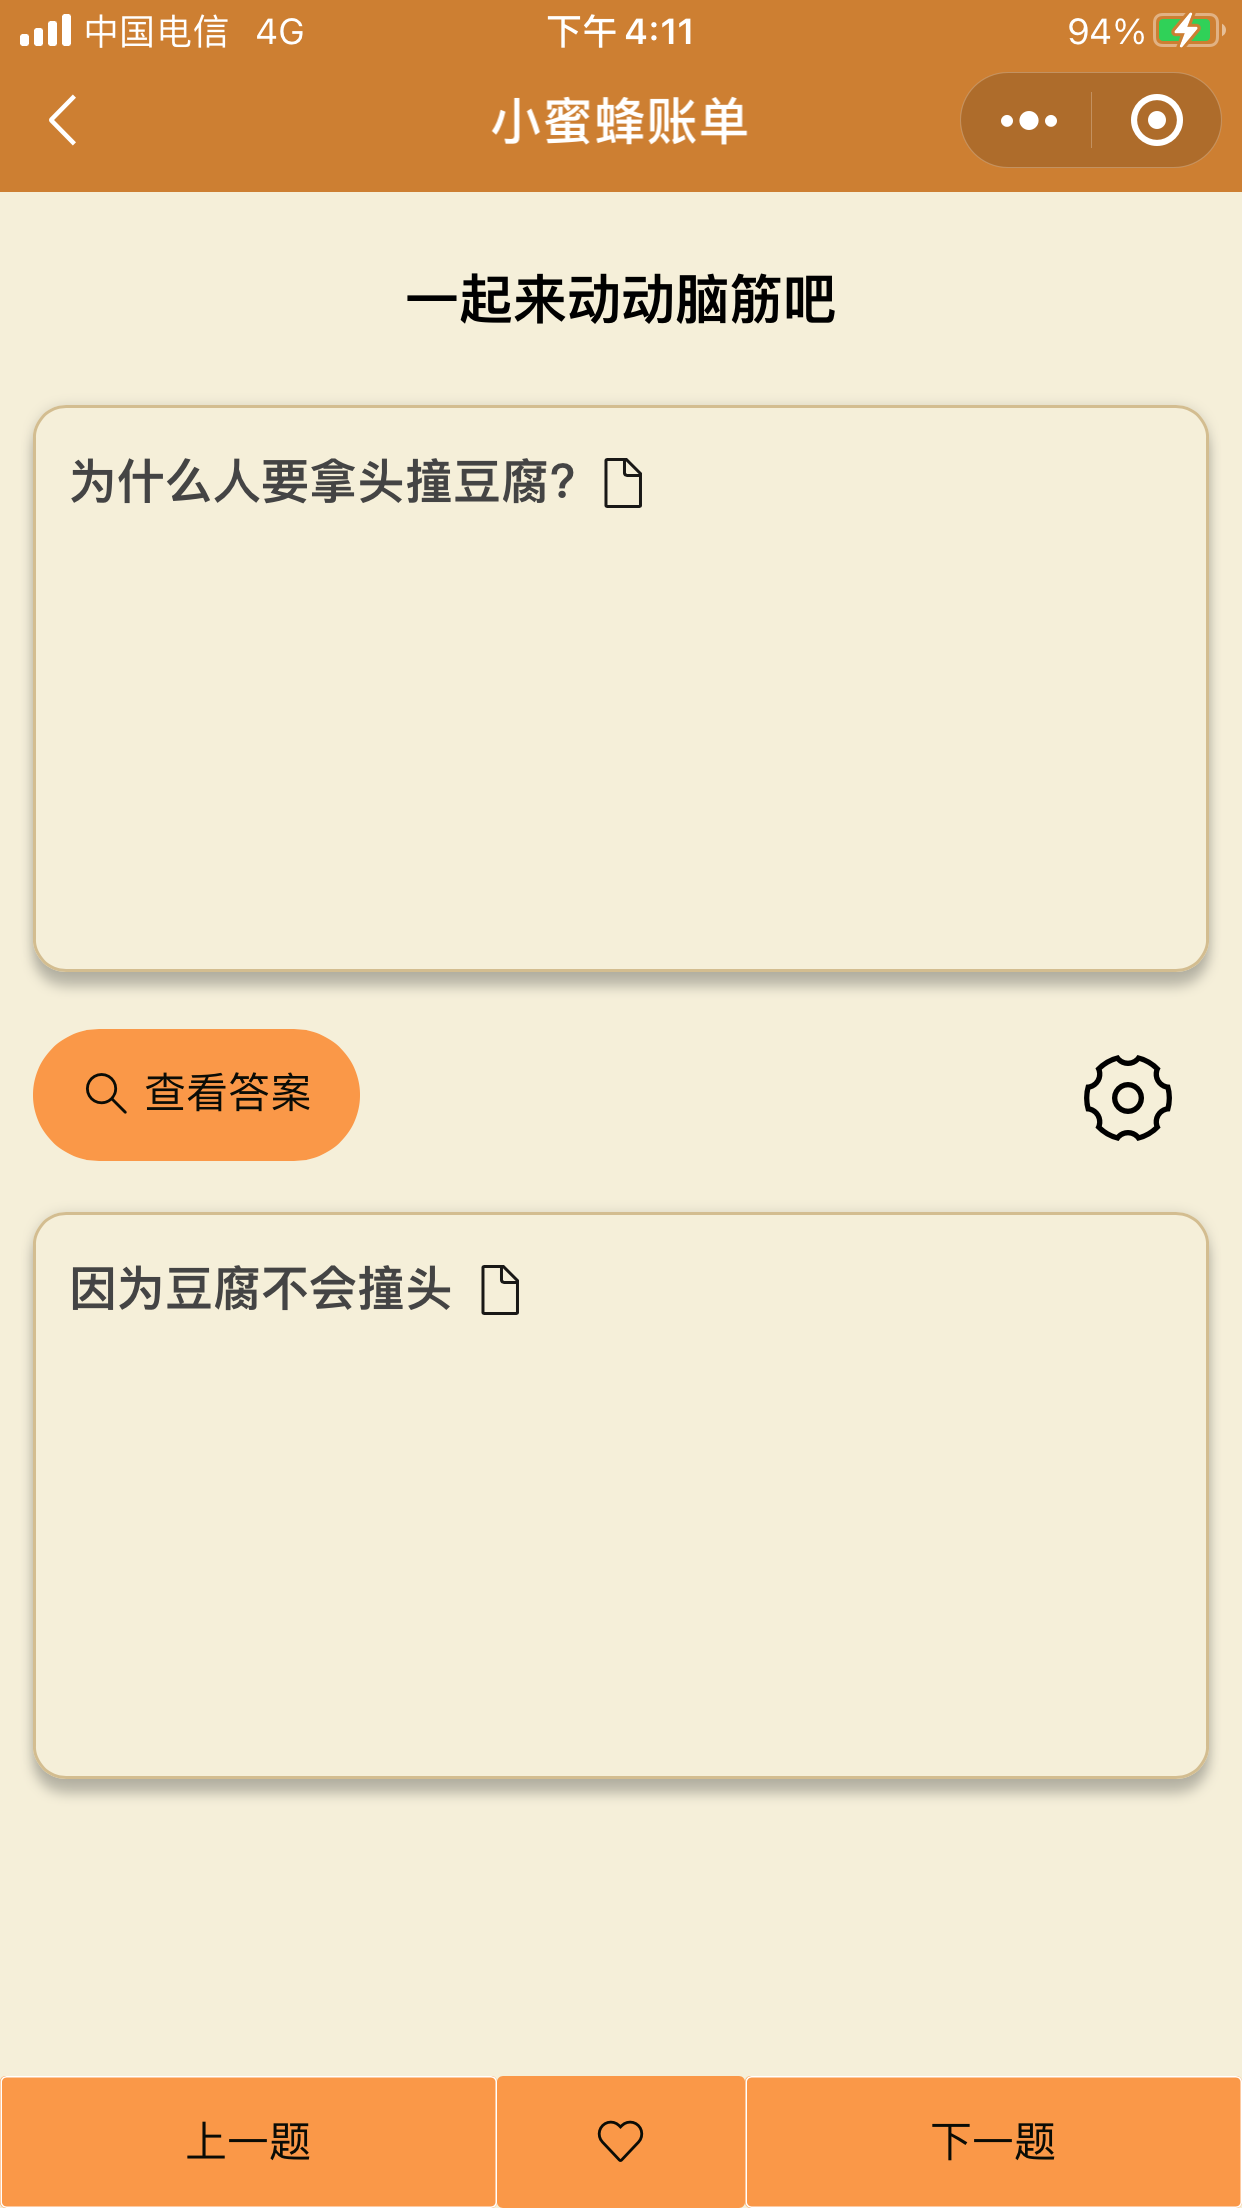 中国电信 4G 下午4:11 94%
小蜜蜂账单
一起来动动脑筋吧
为什么人要拿头撞豆腐?
查看答案
因为豆腐不会撞头
上一题 下一题